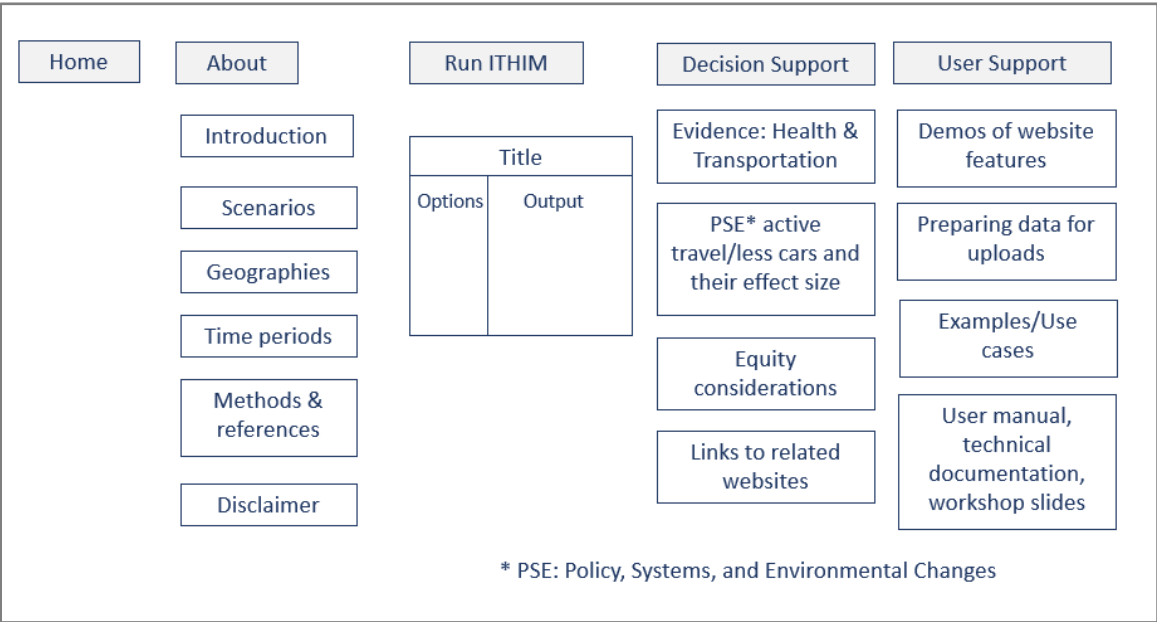 Home
About
Run ITHIM
Decision Support
User Support
Introduction
Scenarios
Geographies
Time periods
Methods &
references
Disclaimer
Title
Options
Output
Evidence: Health &
Transportation
PSE* active
travel/less cars and
their effect size
Equity
considerations
Links to related
websites
Demos of website
features
Preparing data for
uploads
Examples/Use
cases
User manual,
technical
documentation,
workshop slides
* PSE: Policy, Systems, and Environmental Changes